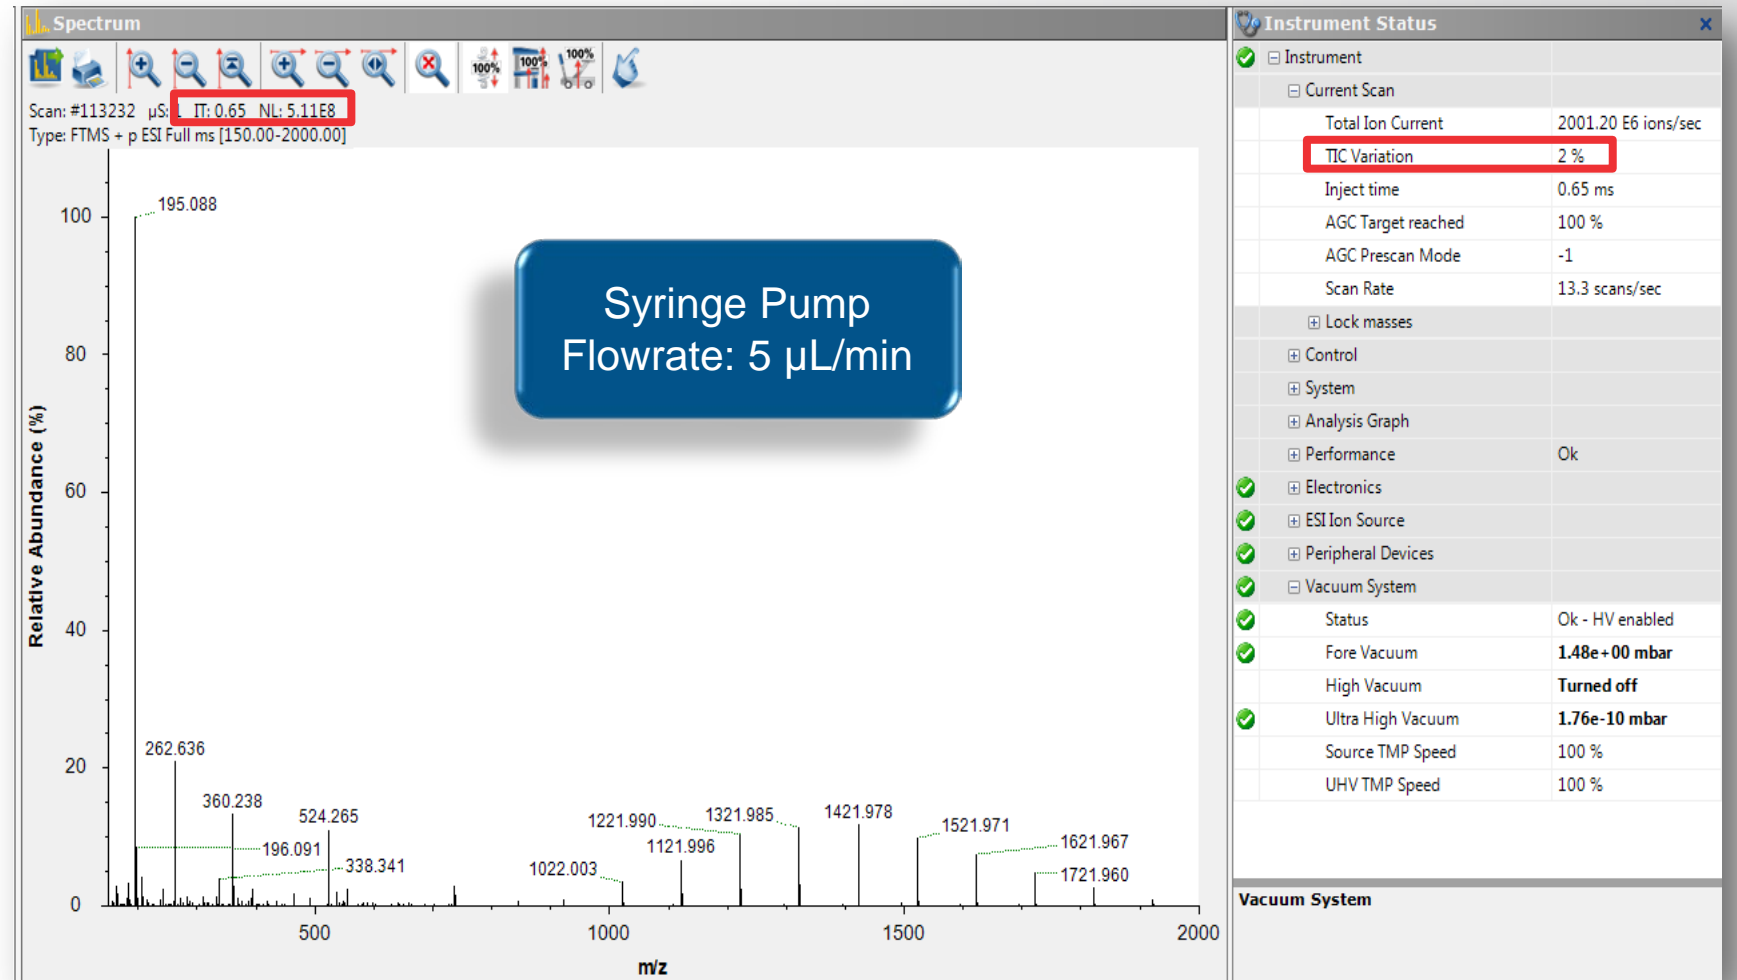 Spectrum
100%
100%
100%
Scan: #113232 µS: 1 IT: 0.65 NL: 5.11E8
Type: FTMS + p ESI Full ms [150.00-2000.00]
Relative Abundance (%)
100
80
60
40
20
0
195.088
262.636
360.238
524.265
196.091
338.341
1022.003
1121.996
1221.990
1321.985
1421.978
1521.971
1621.967
1721.960
500
1000
1500
2000
m/z
Syringe Pump
Flowrate: 5 µL/min
Instrument Status
Instrument
Current Scan
Total Ion Current 2001.20 E6 ions/sec
TIC Variation 2 %
Inject time 0.65 ms
AGC Target reached 100 %
AGC Prescan Mode -1
Scan Rate 13.3 scans/sec
Lock masses
Control
System
Analysis Graph
Performance Ok
Electronics
ESI Ion Source
Peripheral Devices
Vacuum System
Status Ok - HV enabled
Fore Vacuum 1.48e+00 mbar
High Vacuum Turned off
Ultra High Vacuum 1.76e-10 mbar
Source TMP Speed 100 %
UHV TMP Speed 100 %
Vacuum System